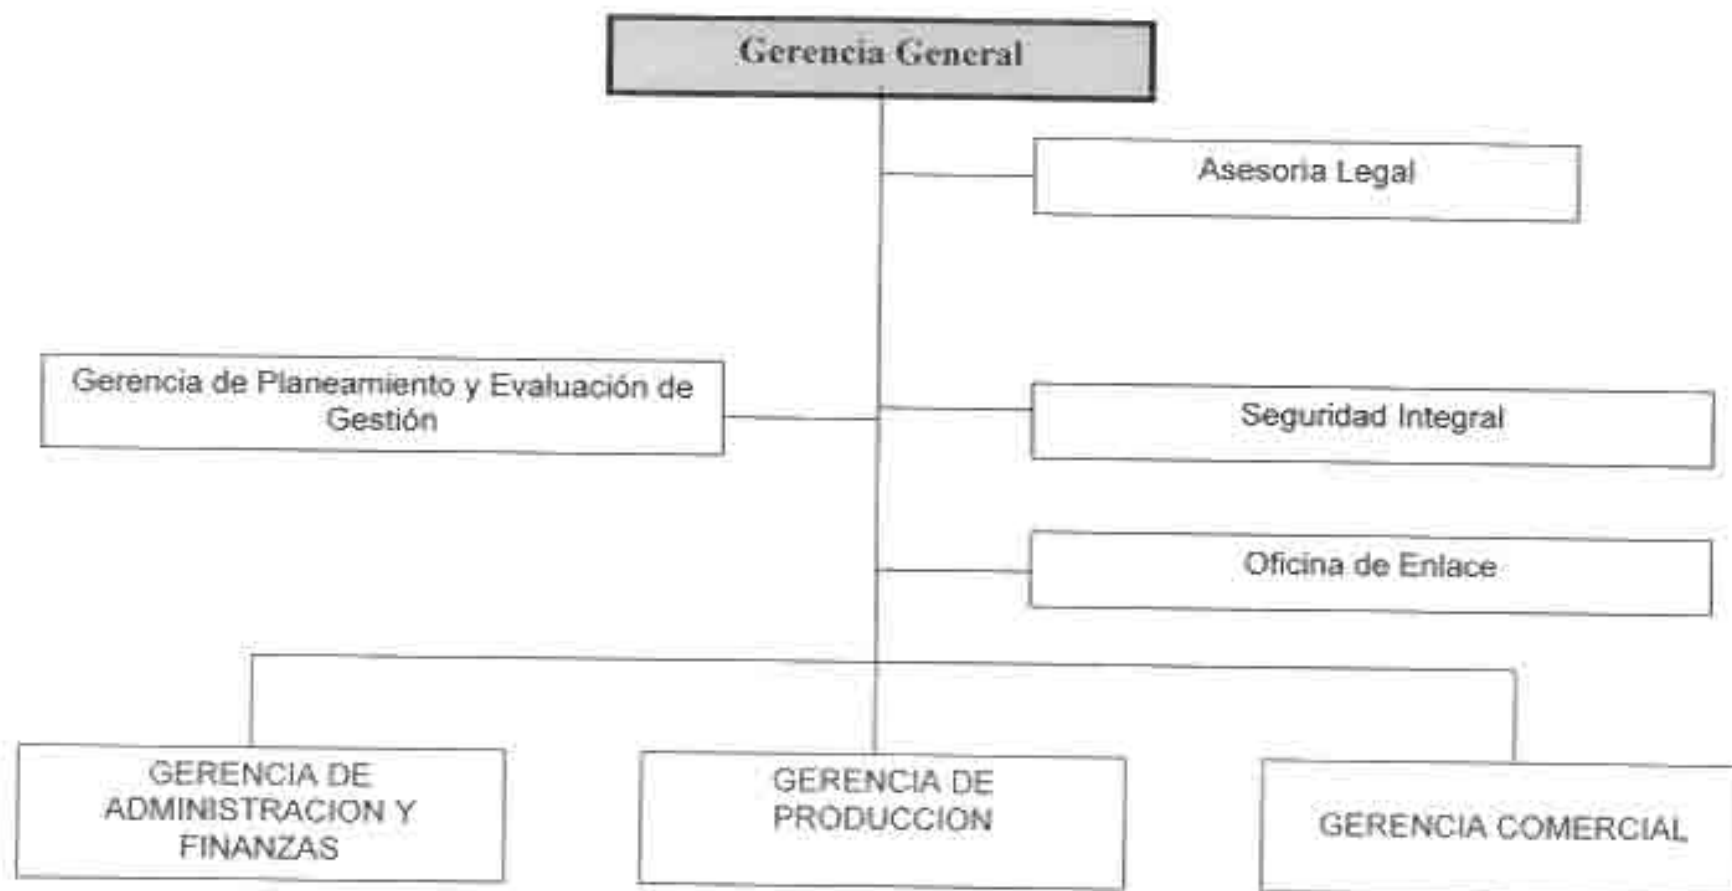 Gerencia General
Asesoria Legal
Gerencia de Planeamiento y Evaluación de
Gestión
Seguridad Integral
Oficina de Enlace
GERENCIA DE
ADMINISTRACION Y
FINANZAS
GERENCIA DE
PRODUCCION
GERENCIA COMERCIAL